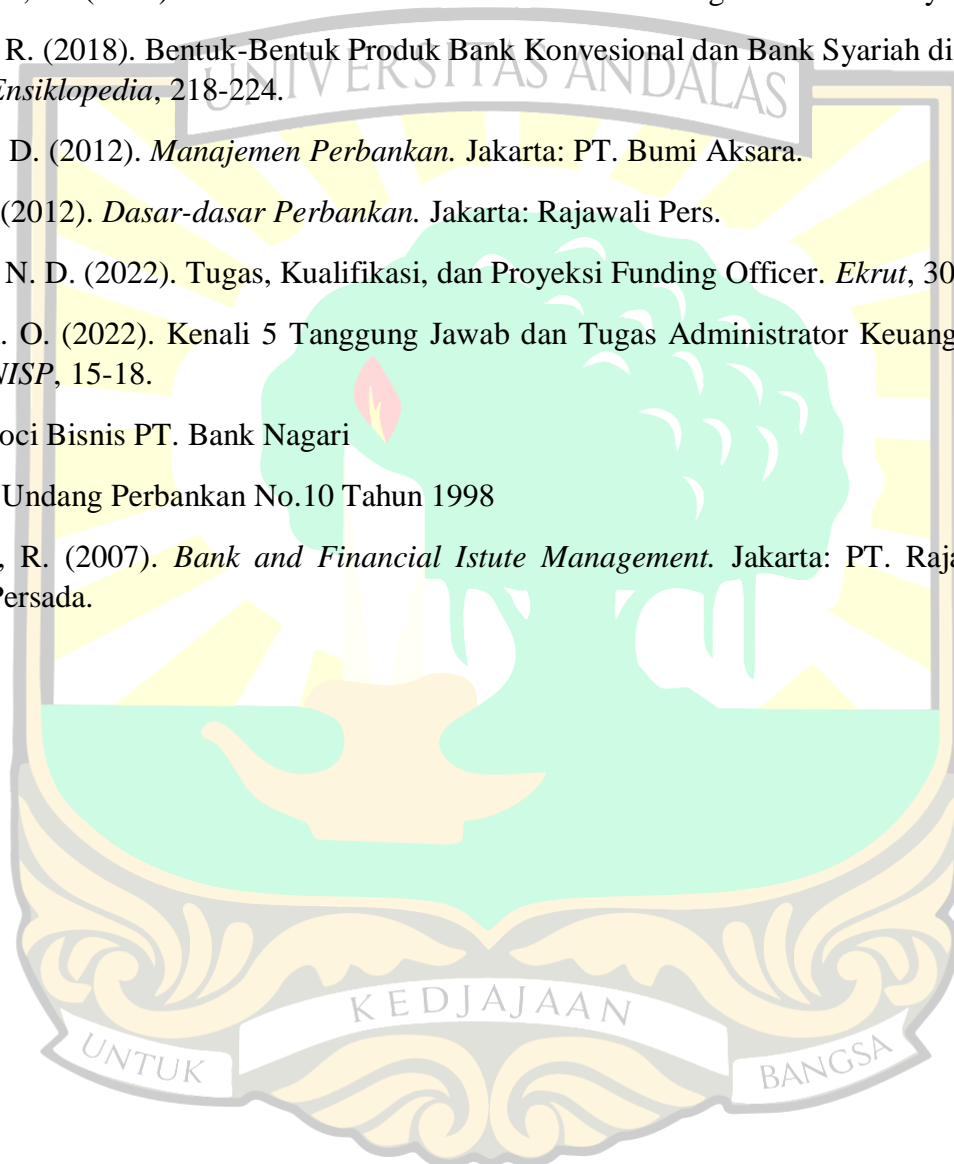 R. (2018). Bentuk-Bentuk Produk Bank Konvesional dan Bank Syariah di
Ensiklopedia, 218-224.
D. (2012). Manajemen Perbankan. Jakarta: PT. Bumi Aksara.
(2012). Dasar-dasar Perbankan. Jakarta: Rajawali Pers.
N. D. (2022). Tugas, Kualifikasi, dan Proyeksi Funding Officer. Ekrut, 30
. O. (2022). Kenali 5 Tanggung Jawab dan Tugas Administrator Keuang
NISP, 15-18.
oci Bisnis PT. Bank Nagari
Undang Perbankan No.10 Tahun 1998
, R. (2007). Bank and Financial Istute Management. Jakarta: PT. Raja
Persada.
UNIVERSITAS ANDALAS
KEDJAJAAN
UNTUK
BANGSA